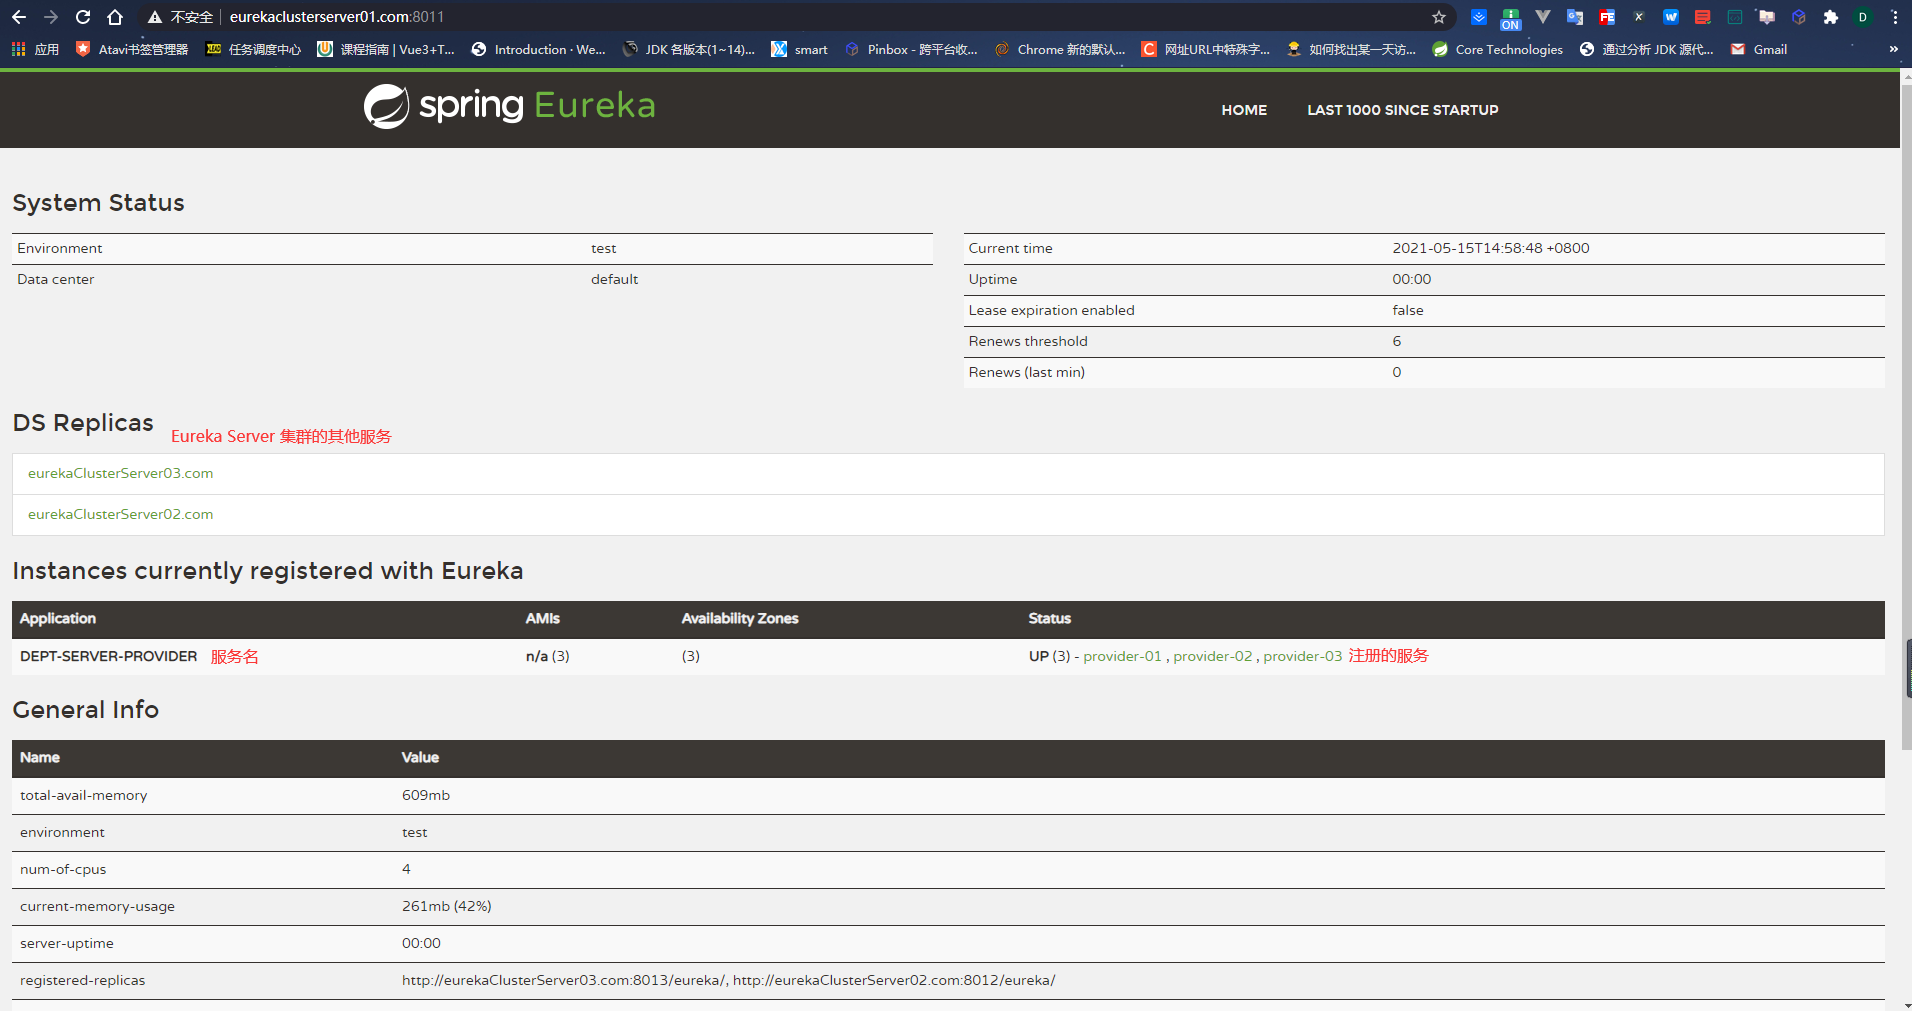 不安全 eurekaclusterserver01.com:8011
应用 Atavi书签管理器 任务调度中心 课程指南 | Vue3+T... Introduction · We... JDK 各版本(1~14)... smart Pinbox - 跨平台收... Chrome 新的默认... 网址URL中特殊字... 如何找出某一天访... Core Technologies 通过分析 JDK 源代... Gmail »
spring Eureka HOME LAST 1000 SINCE STARTUP
System Status
Environment test Current time 2021-05-15T14:58:48 +0800
Data center default Uptime 00:00
Lease expiration enabled false
Renews threshold 6
Renews (last min) 0
DS Replicas Eureka Server 集群的其他服务
eurekaClusterServer03.com
eurekaClusterServer02.com
Instances currently registered with Eureka
Application AMIs Availability Zones Status
DEPT-SERVER-PROVIDER 服务名 n/a (3) (3) UP (3) - provider-01 , provider-02 , provider-03 注册的服务
General Info
Name Value
total-avail-memory 609mb
environment test
num-of-cpus 4
current-memory-usage 261mb (42%)
server-uptime 00:00
registered-replicas http://eurekaClusterServer03.com:8013/eureka/, http://eurekaClusterServer02.com:8012/eureka/